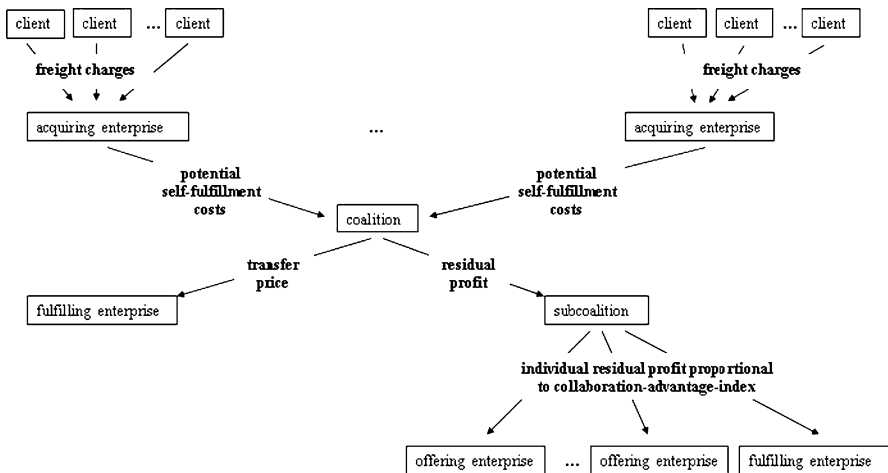 client client ... client client client ... client
freight charges freight charges
acquiring enterprise ... acquiring enterprise
potential potential
self-fulfillment self-fulfillment
costs costs
coalition
transfer residual
price profit
fulfilling enterprise subcoalition
individual residual profit proportional
to collaboration-advantage-index
offering enterprise ... offering enterprise fulfilling enterprise